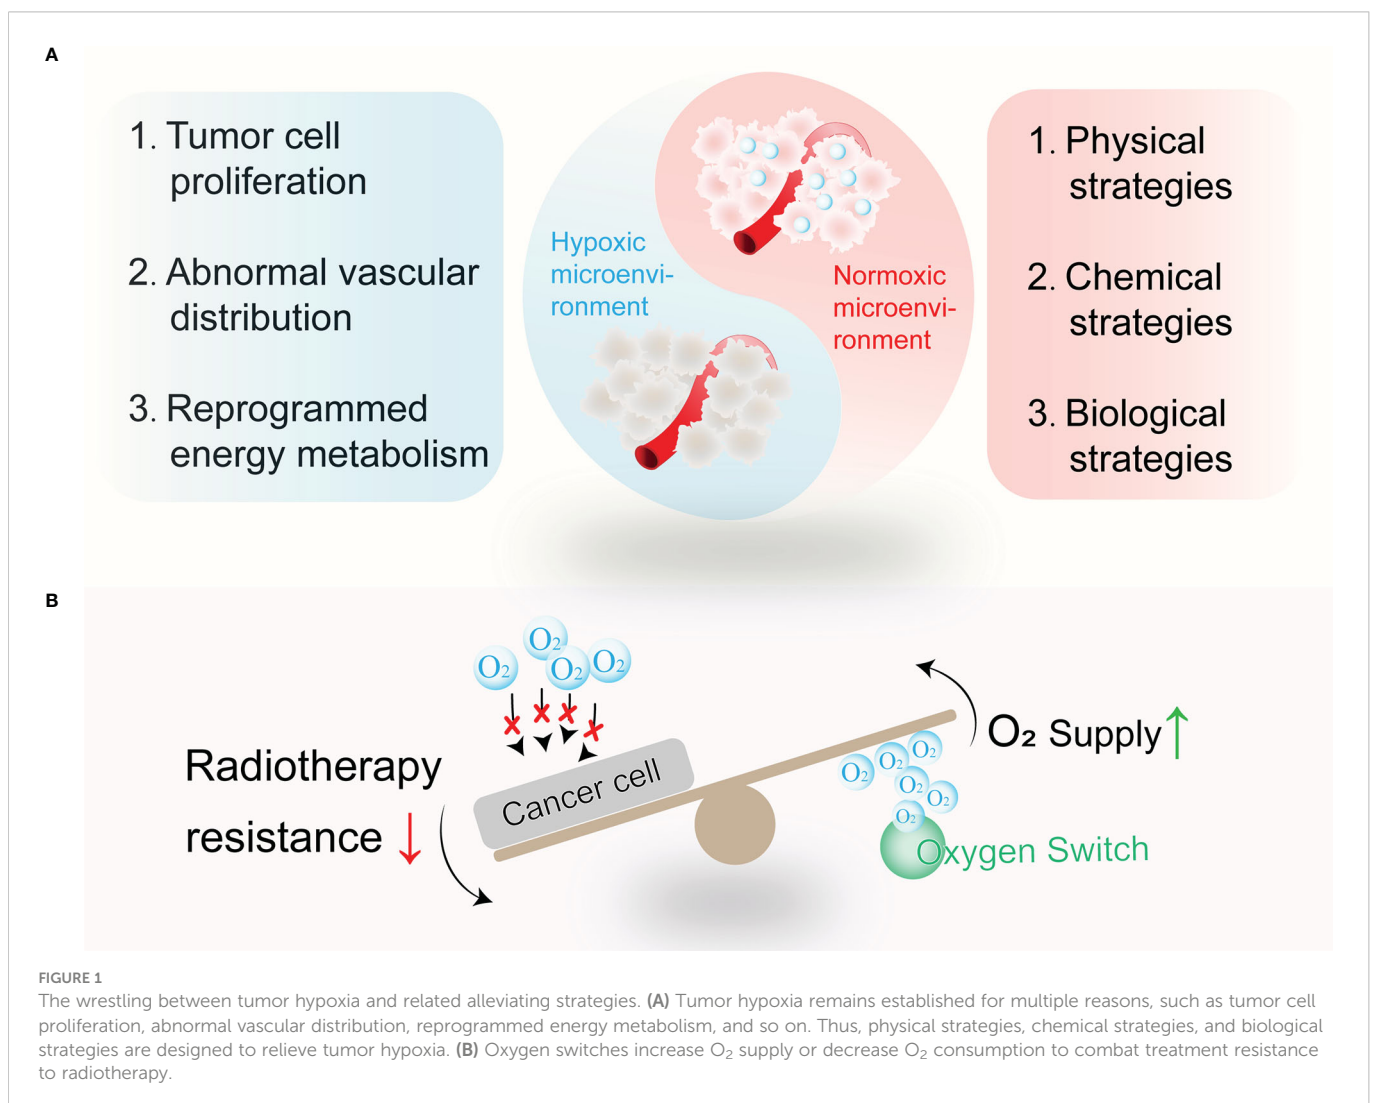 A
1. Tumor cell
proliferation
2. Abnormal vascular
distribution
3. Reprogrammed
energy metabolism
Hypoxic
microenvi-
ronment
Normoxic
microenvi-
ronment
1. Physical
strategies
2. Chemical
strategies
3. Biological
strategies
B
O₂
O₂
O₂
O₂
Radiotherapy
resistance ↓
Cancer cell
O₂ Supply↑
O₂
O₂
O₂
O₂
O₂
O₂
Oxygen Switch
FIGURE 1
The wrestling between tumor hypoxia and related alleviating strategies. (A) Tumor hypoxia remains established for multiple reasons, such as tumor cell
proliferation, abnormal vascular distribution, reprogrammed energy metabolism, and so on. Thus, physical strategies, chemical strategies, and biological
strategies are designed to relieve tumor hypoxia. (B) Oxygen switches increase O₂ supply or decrease O₂ consumption to combat treatment resistance
to radiotherapy.